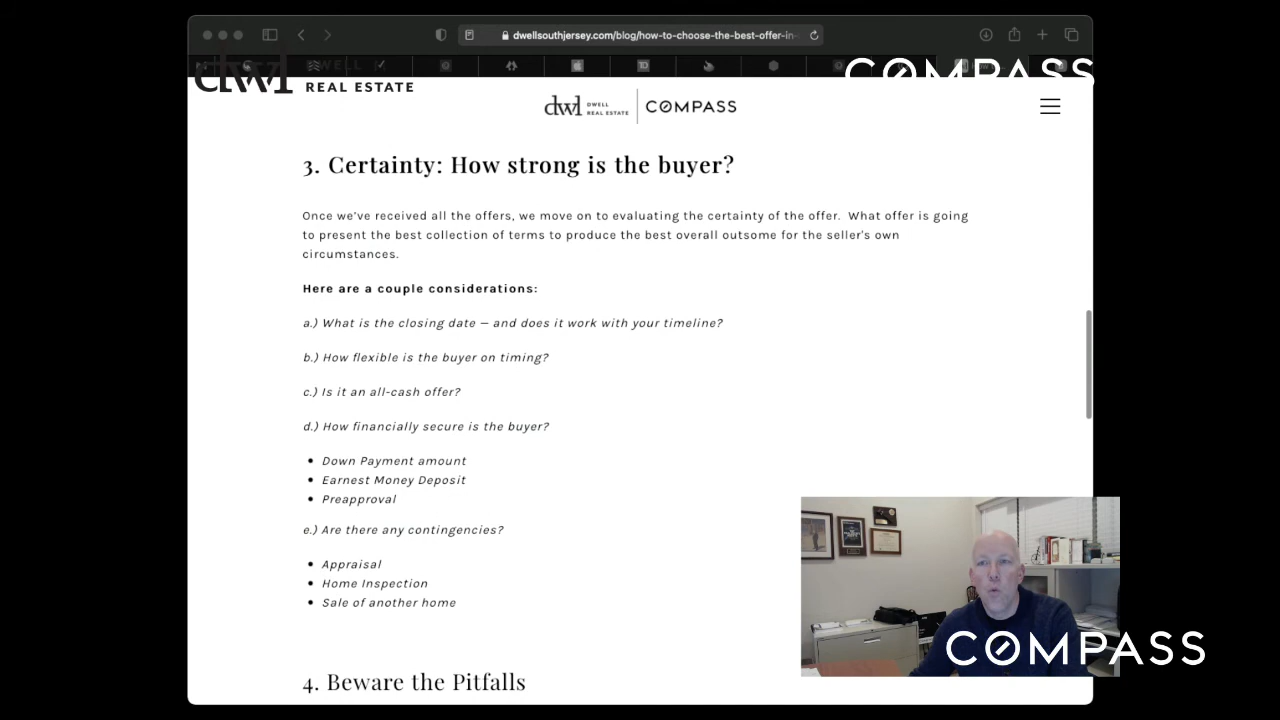 dwellsouthjersey.com/blog/how-to-choose-the-best-offer-in-
dwl DWELL
REAL ESTATE
COMPASS
dwl DWELL
REAL ESTATE
COMPASS
3. Certainty: How strong is the buyer?
Once we've received all the offers, we move on to evaluating the certainty of the offer. What offer is going
to present the best collection of terms to produce the best overall outsome for the seller's own
circumstances.
Here are a couple considerations:
a.) What is the closing date — and does it work with your timeline?
b.) How flexible is the buyer on timing?
c.) Is it an all-cash offer?
d.) How financially secure is the buyer?
• Down Payment amount
• Earnest Money Deposit
• Preapproval
e.) Are there any contingencies?
• Appraisal
• Home Inspection
• Sale of another home
4. Beware the Pitfalls
COMPASS